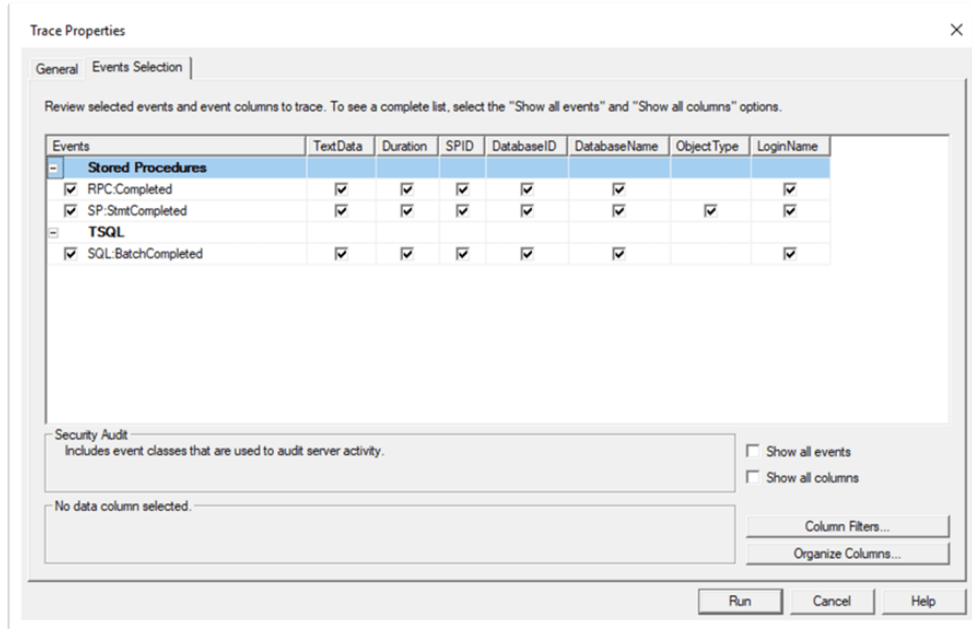 Trace Properties
General Events Selection
Review selected events and event columns to trace. To see a complete list, select the "Show all events" and "Show all columns" options.
Events TextData Duration SPID DatabaseID DatabaseName ObjectType LoginName
Stored Procedures
RPC:Completed
SP:StmtCompleted
TSQL
SQL:BatchCompleted
Security Audit
Includes event classes that are used to audit server activity.
Show all events
Show all columns
No data column selected.
Column Filters...
Organize Columns...
Run Cancel Help